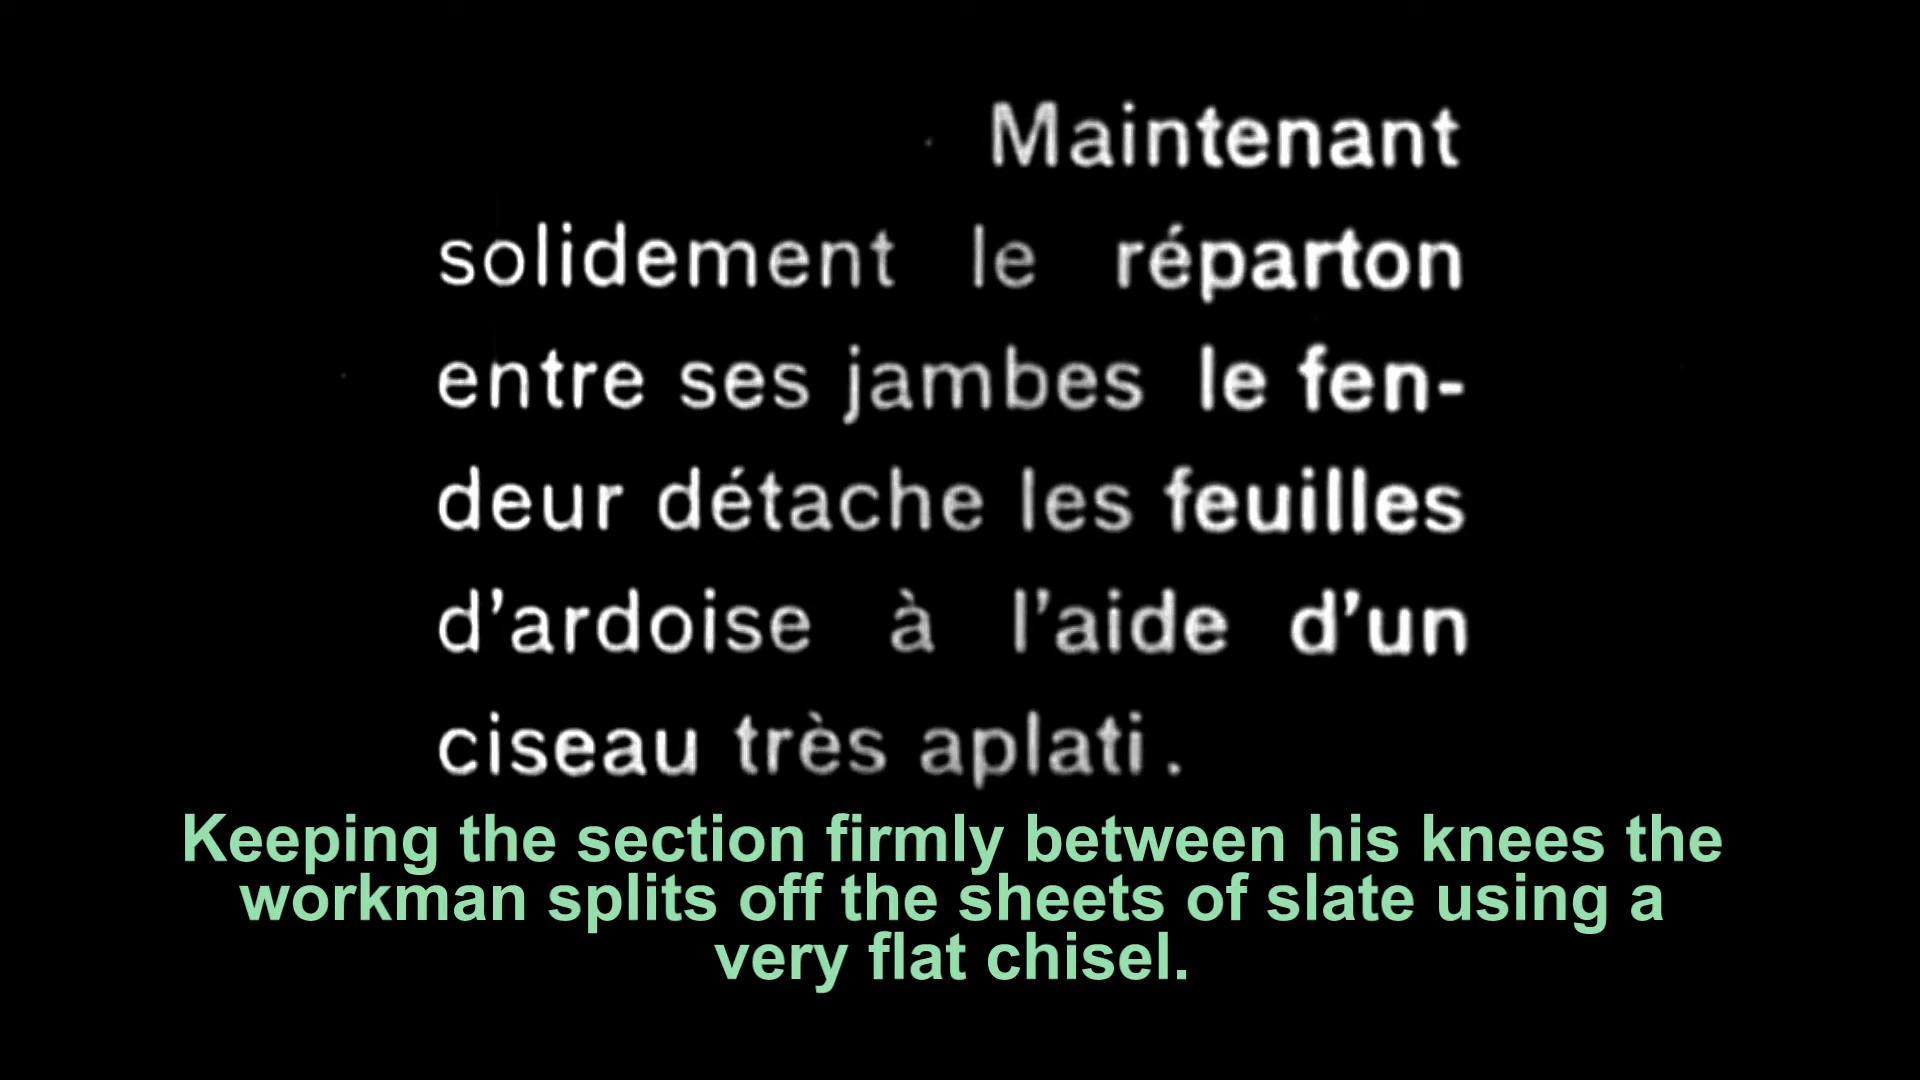 Maintenant
solidement le réparton
entre ses jambes le fen-
deur détache les feuilles
d’ardoise à l’aide d’un
ciseau très aplati.
Keeping the section firmly between his knees the
workman splits off the sheets of slate using a
very flat chisel.